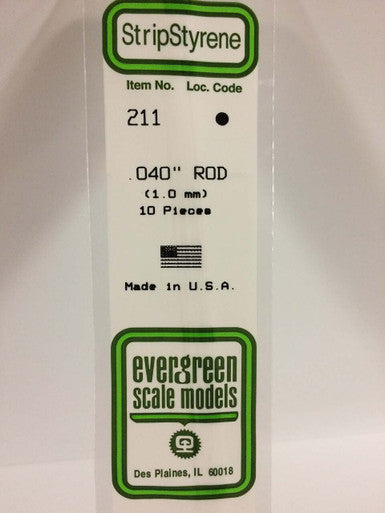 StripStyrene
Item No. Loc. Code
211
.040" ROD
(1.0 mm)
10 Pieces
Made in U.S.A.
evergreen
scale models
Des Plaines, IL 60018